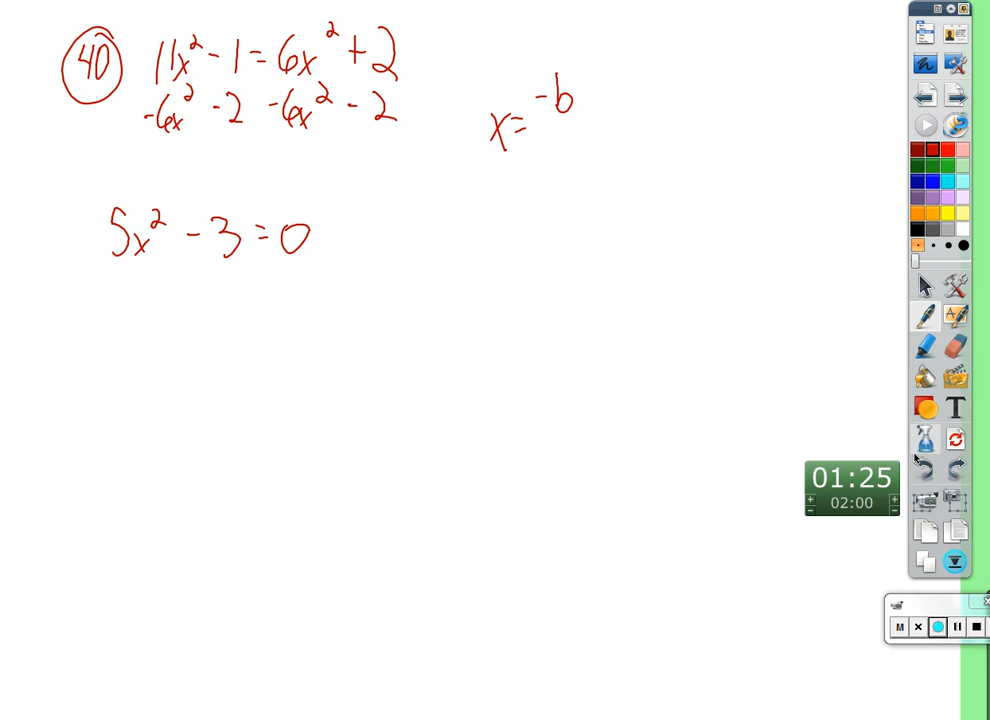 40 11x² - 1 = 6x² + 2
-6x² - 2 -6x² - 2
x = -b
5x² - 3 = 0
01:25
02:00
T
M